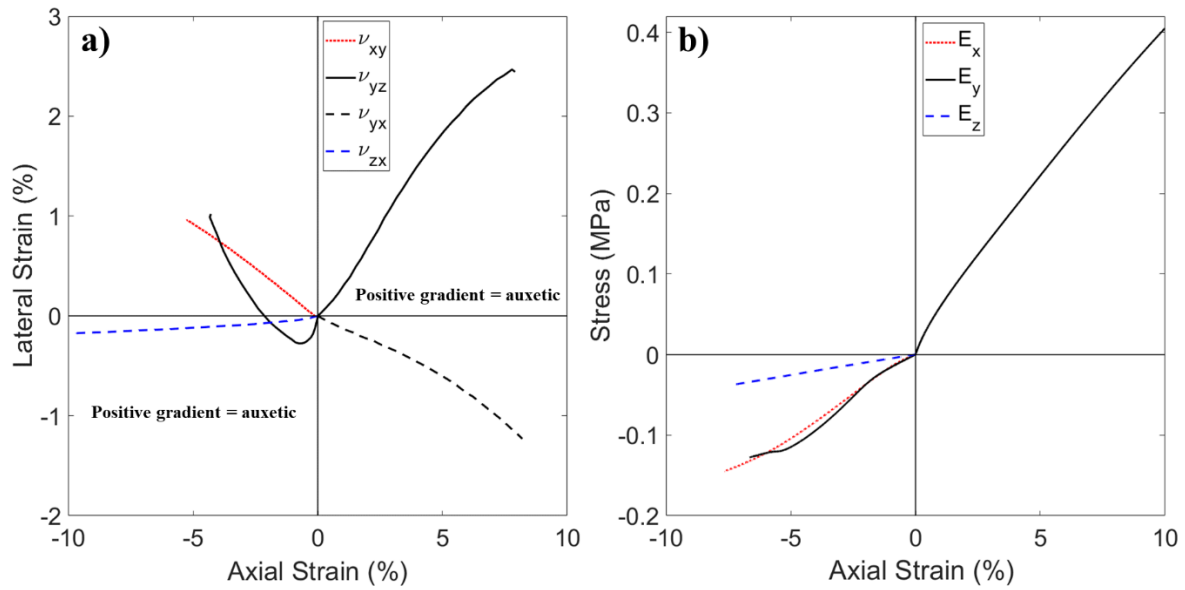 a)
ν_xy
ν_yz
ν_yx
ν_zx
3
2
1
0
-1
-2
Lateral Strain (%)
Positive gradient = auxetic
Positive gradient = auxetic
-10
-5
0
5
10
Axial Strain (%)
b)
E_x
E_y
E_z
0.4
0.3
0.2
0.1
0
-0.1
-0.2
Stress (MPa)
-10
-5
0
5
10
Axial Strain (%)